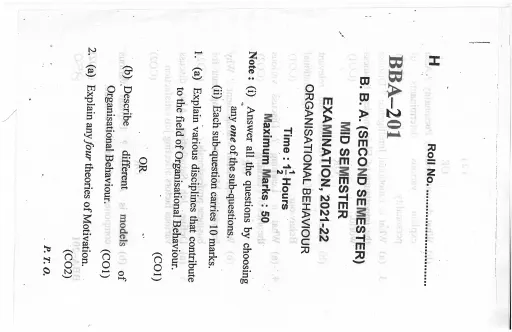 H Roll No. ........................
BBA–201
B. B. A. (SECOND SEMESTER)
MID SEMESTER
EXAMINATION, 2021-22
ORGANISATIONAL BEHAVIOUR
Time : 1½ Hours
Maximum Marks : 50
Note : (i) Answer all the questions by choosing
any one of the sub-questions.
(ii) Each sub-question carries 10 marks.
1. (a) Explain various disciplines that contribute
to the field of Organisational Behaviour.
(CO1)
OR
(b) Describe different models of
Organisational Behaviour. (CO1)
2. (a) Explain any four theories of Motivation.
(CO2)
P. T. O.